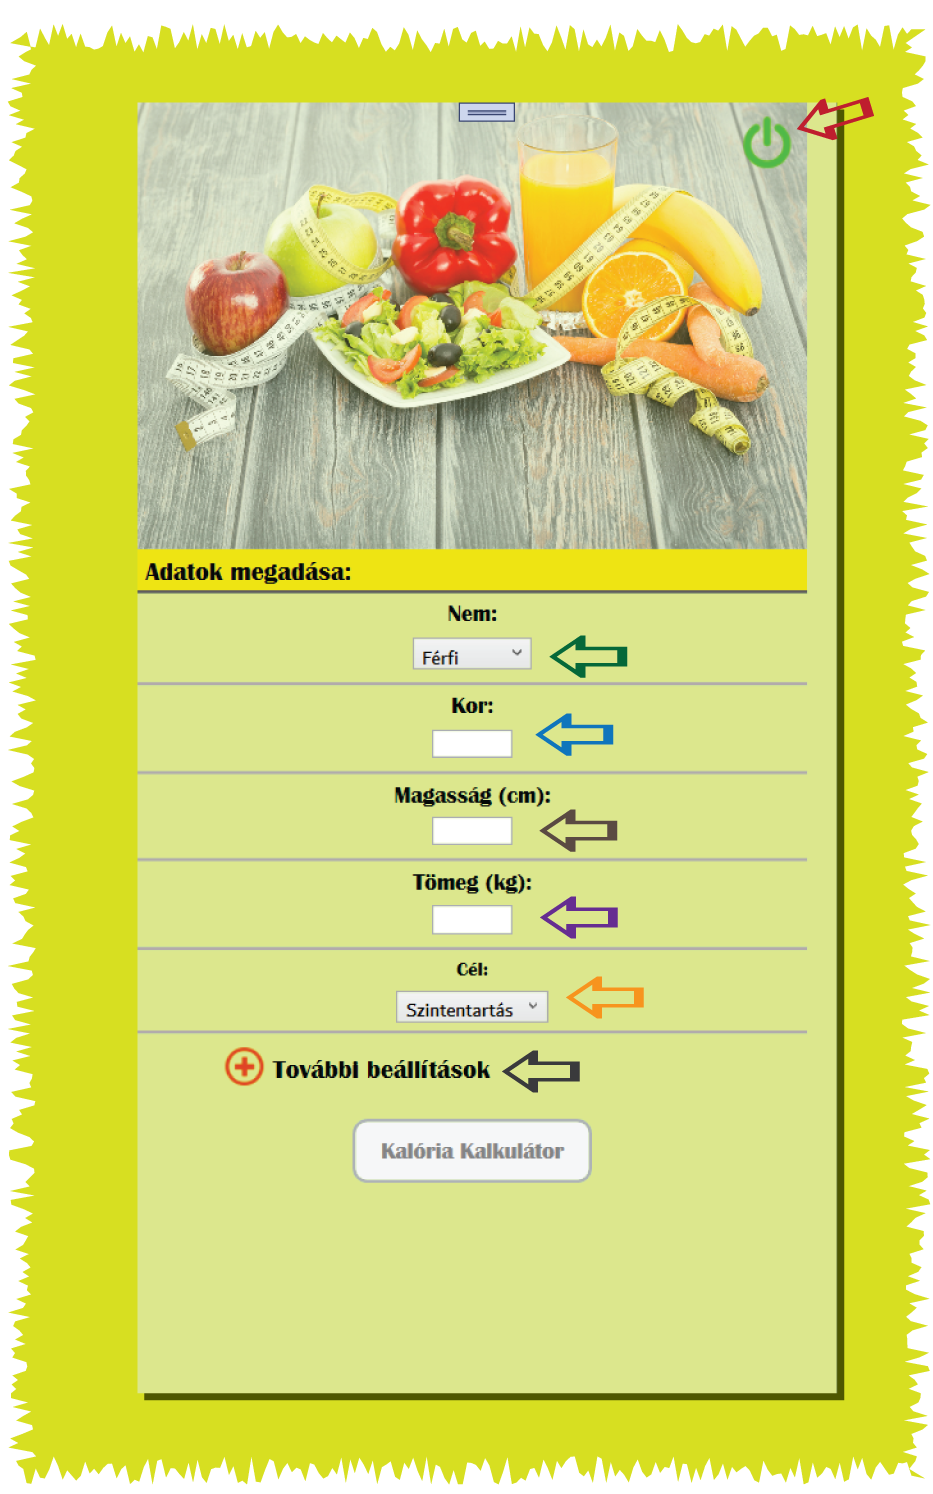 Adatok megadása:
Nem:
Férfi
Kor:
Magasság (cm):
Tömeg (kg):
Cél:
Szintentartás
További beállítások
Kalória Kalkulátor